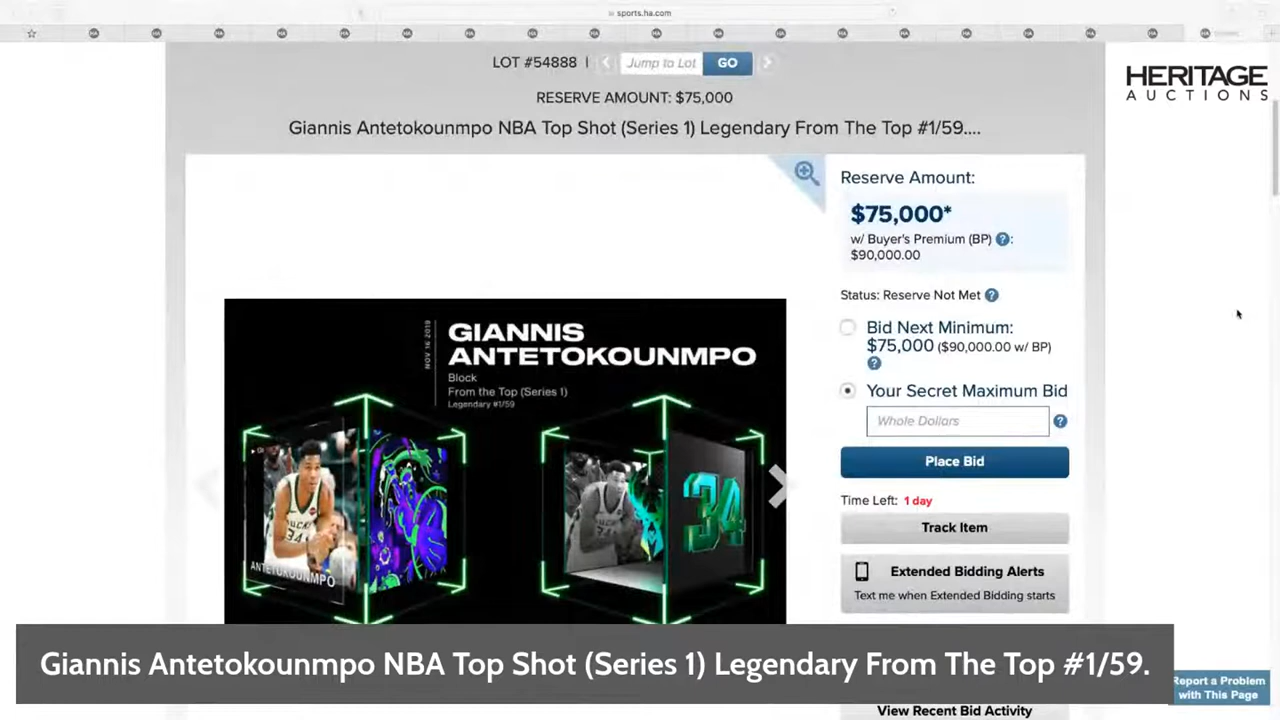 sports.ha.com
LOT #54888 | Jump to Lot GO
HERITAGE
AUCTIONS
RESERVE AMOUNT: $75,000
Giannis Antetokounmpo NBA Top Shot (Series 1) Legendary From The Top #1/59....
Reserve Amount:
$75,000*
w/ Buyer's Premium (BP) ?:
$90,000.00
Status: Reserve Not Met ?
Bid Next Minimum:
$75,000 ($90,000.00 w/ BP)
?
Your Secret Maximum Bid
Whole Dollars ?
Place Bid
Time Left: 1 day
Track Item
Extended Bidding Alerts
Text me when Extended Bidding starts
NOV 16 2019
GIANNIS
ANTETOKOUNMPO
Block
From the Top (Series 1)
Legendary #1/59
BUCKS
34
ANTETOKOUNMPO
34
Giannis Antetokounmpo NBA Top Shot (Series 1) Legendary From The Top #1/59.
Report a Problem
with This Page
View Recent Bid Activity